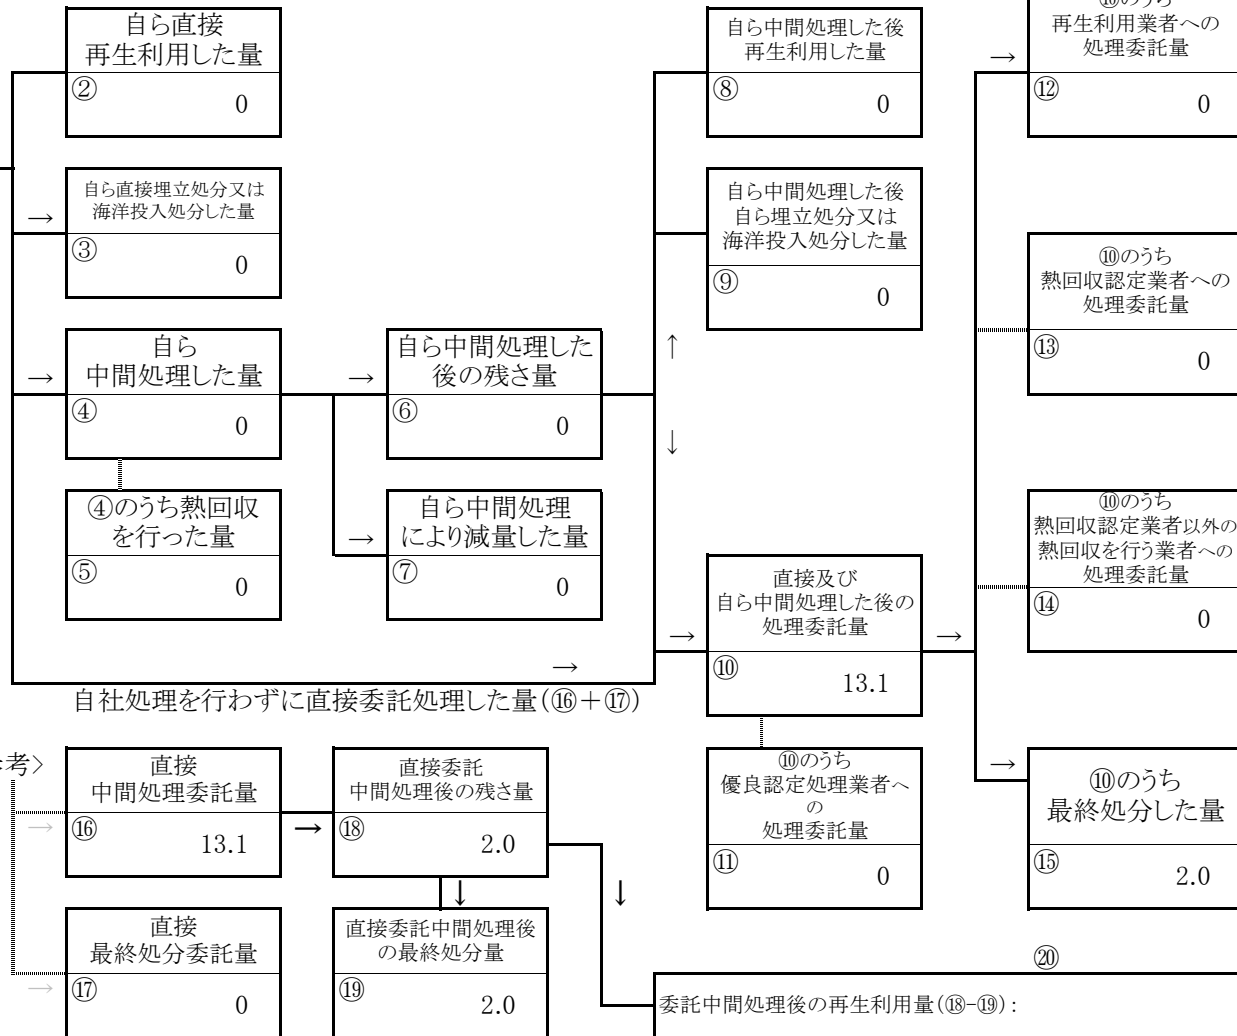 自ら直接
再生利用した量
②
0
自ら直接埋立処分又は
海洋投入処分した量
→
③
0
自ら
中間処理した量
→
④
0
④のうち熱回収
を行った量
⑤
0
自ら中間処理した
後の残さ量
→
⑥
0
自ら中間処理
により減量した量
→
⑦
0
自ら中間処理した後
再生利用した量
⑧
0
自ら中間処理した後
自ら埋立処分又は
海洋投入処分した量
⑨
0
↑
↓
直接及び
自ら中間処理した後の
処理委託量
→
→
⑩
13.1
⑩のうち
優良認定処理業者へ
の
処理委託量
⑪
0
⑩のうち
再生利用業者への
処理委託量
→
⑫
0
⑩のうち
熱回収認定業者への
処理委託量
⑬
0
⑩のうち
熱回収認定業者以外の
熱回収を行う業者への
処理委託量
⑭
0
→
⑩のうち
最終処分した量
⑮
2.0
→
自社処理を行わずに直接委託処理した量(⑯+⑰)
考>
直接
中間処理委託量
→
⑯
13.1
→
直接委託
中間処理後の残さ量
⑱
2.0
↓
↓
直接
最終処分委託量
→
⑰
0
直接委託中間処理後
の最終処分量
⑲
2.0
⑳
委託中間処理後の再生利用量(⑱-⑲):